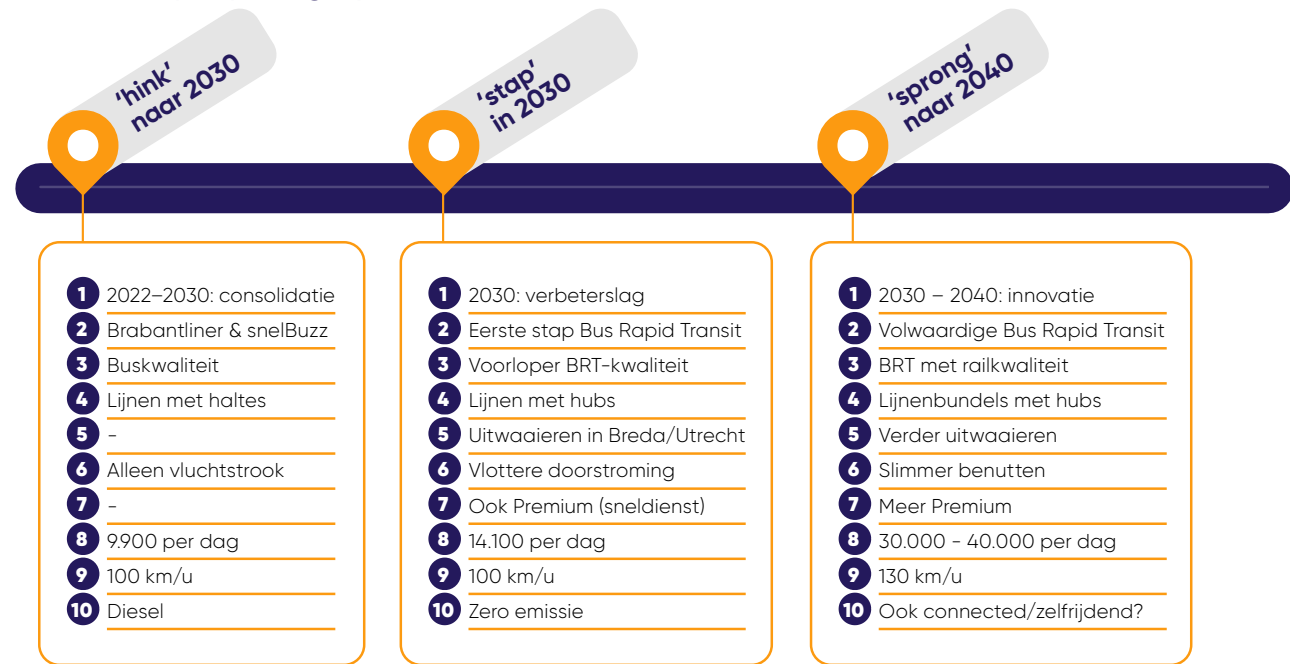 'hink'
naar 2030
'stap'
in 2030
'sprong'
naar 2040
1 2022–2030: consolidatie
2 Brabantliner & snelBuzz
3 Buskwaliteit
4 Lijnen met haltes
5 -
6 Alleen vluchtstrook
7 -
8 9.900 per dag
9 100 km/u
10 Diesel
1 2030: verbeterslag
2 Eerste stap Bus Rapid Transit
3 Voorloper BRT-kwaliteit
4 Lijnen met hubs
5 Uitwaaieren in Breda/Utrecht
6 Vlottere doorstroming
7 Ook Premium (sneldienst)
8 14.100 per dag
9 100 km/u
10 Zero emissie
1 2030 – 2040: innovatie
2 Volwaardige Bus Rapid Transit
3 BRT met railkwaliteit
4 Lijnenbundels met hubs
5 Verder uitwaaieren
6 Slimmer benutten
7 Meer Premium
8 30.000 - 40.000 per dag
9 130 km/u
10 Ook connected/zelfrijdend?